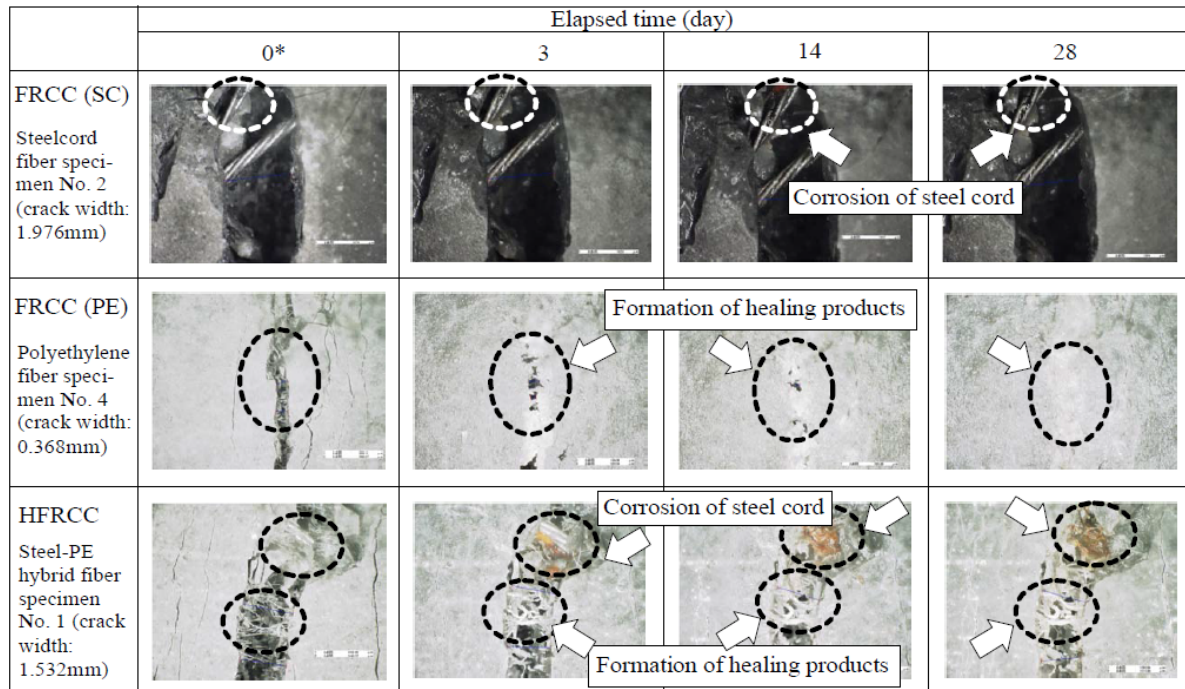 Elapsed time (day)
0*
3
14
28
FRCC (SC)
Steelcord
fiber speci-
men No. 2
(crack width:
1.976mm)
Corrosion of steel cord
FRCC (PE)
Polyethylene
fiber speci-
men No. 4
(crack width:
0.368mm)
Formation of healing products
HFRCC
Steel-PE
hybrid fiber
specimen
No. 1 (crack
width:
1.532mm)
Corrosion of steel cord
Formation of healing products